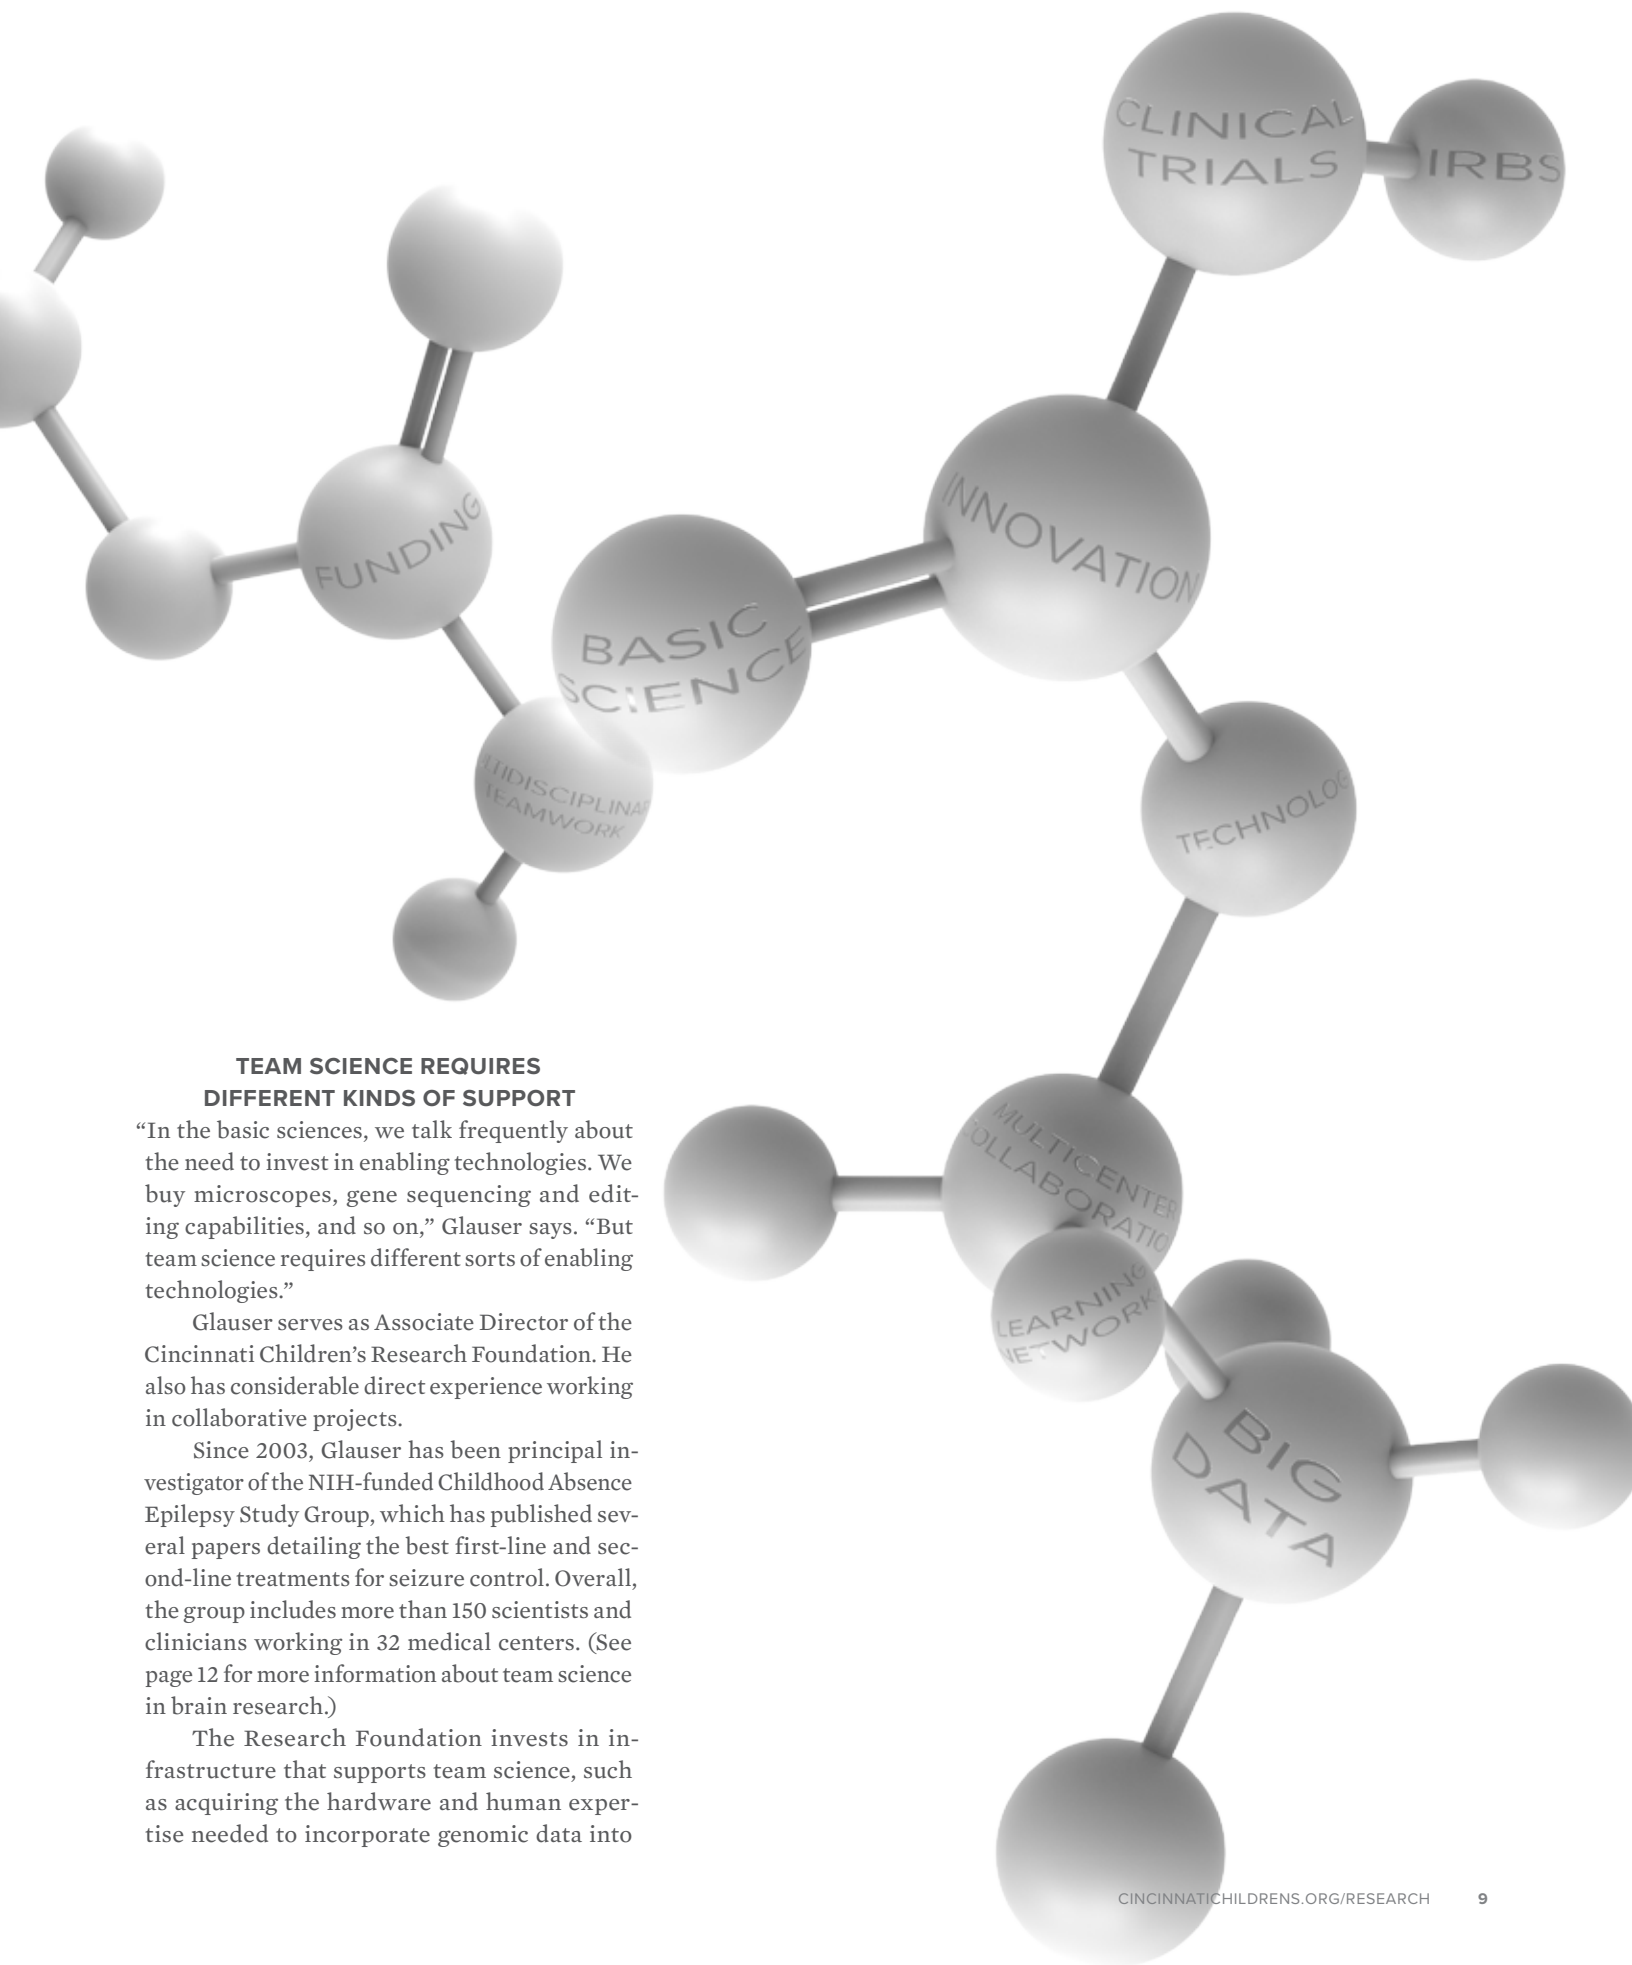 CLINICAL
TRIALS
IRBS
INNOVATION
FUNDING
BASIC
SCIENCE
TEAMWORK
LEARNING
BIG
DATA
TEAM SCIENCE REQUIRES
DIFFERENT KINDS OF SUPPORT
“In the basic sciences, we talk frequently about
the need to invest in enabling technologies. We
buy microscopes, gene sequencing and edit-
ing capabilities, and so on,” Glauser says. “But
team science requires different sorts of enabling
technologies.”
Glauser serves as Associate Director of the
Cincinnati Children’s Research Foundation. He
also has considerable direct experience working
in collaborative projects.
Since 2003, Glauser has been principal in-
vestigator of the NIH-funded Childhood Absence
Epilepsy Study Group, which has published sev-
eral papers detailing the best first-line and sec-
ond-line treatments for seizure control. Overall,
the group includes more than 150 scientists and
clinicians working in 32 medical centers. (See
page 12 for more information about team science
in brain research.)
The Research Foundation invests in in-
frastructure that supports team science, such
as acquiring the hardware and human exper-
tise needed to incorporate genomic data into
MULTICENTER
CINCINNATICHILDRENS.ORG/RESEARCH 9